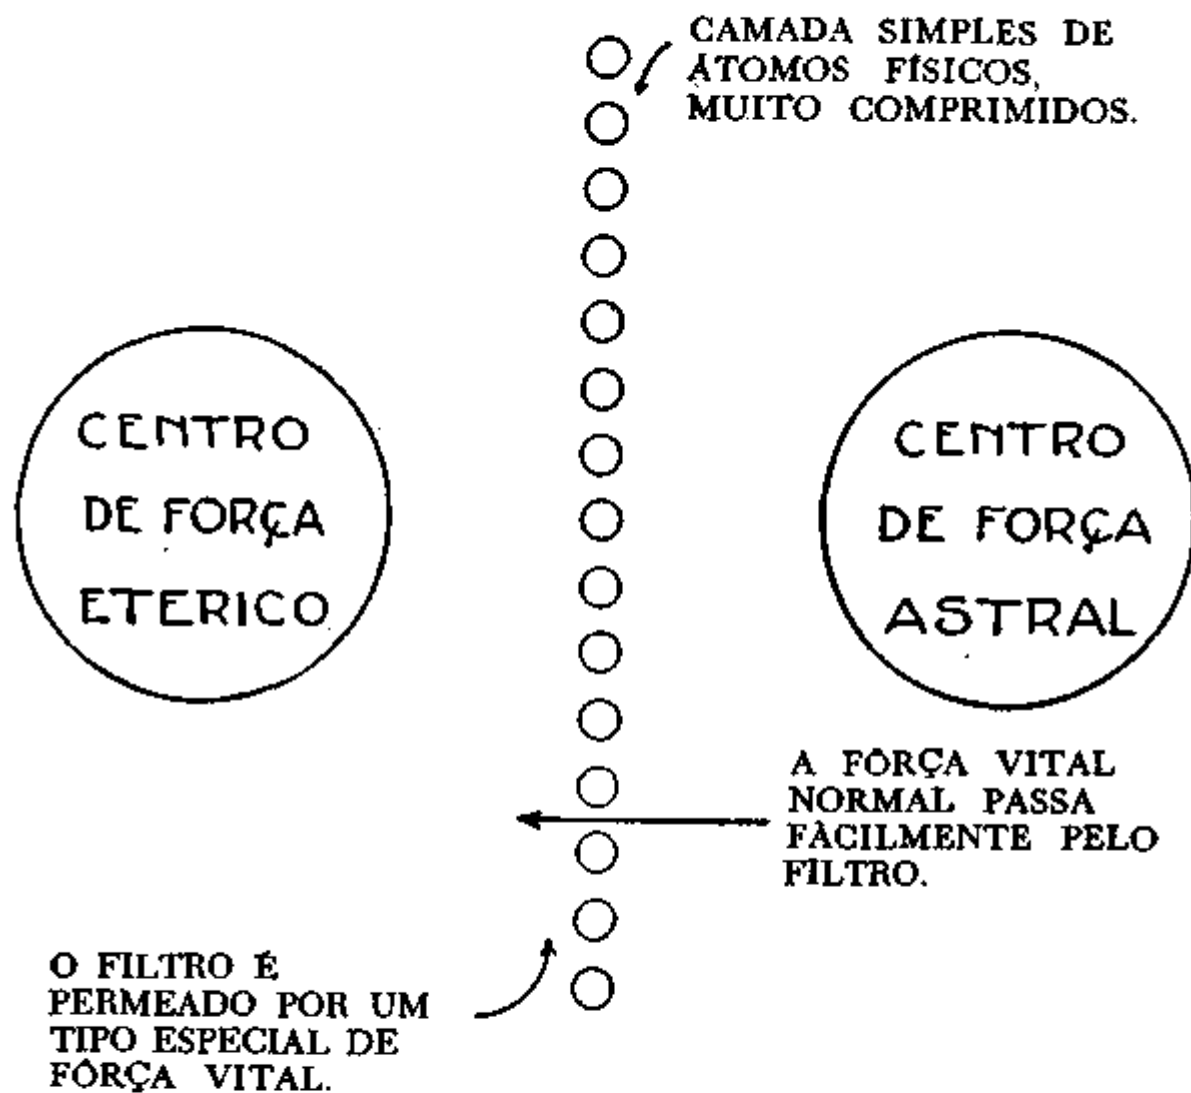 CAMADA SIMPLES DE
ÁTOMOS FÍSICOS,
MUITO COMPRIMIDOS.
CENTRO
DE FORÇA
ETERICO
CENTRO
DE FORÇA
ASTRAL
A FÔRÇA VITAL
NORMAL PASSA
FÀCILMENTE PELO
FILTRO.
O FILTRO É
PERMEADO POR UM
TIPO ESPECIAL DE
FÔRÇA VITAL.